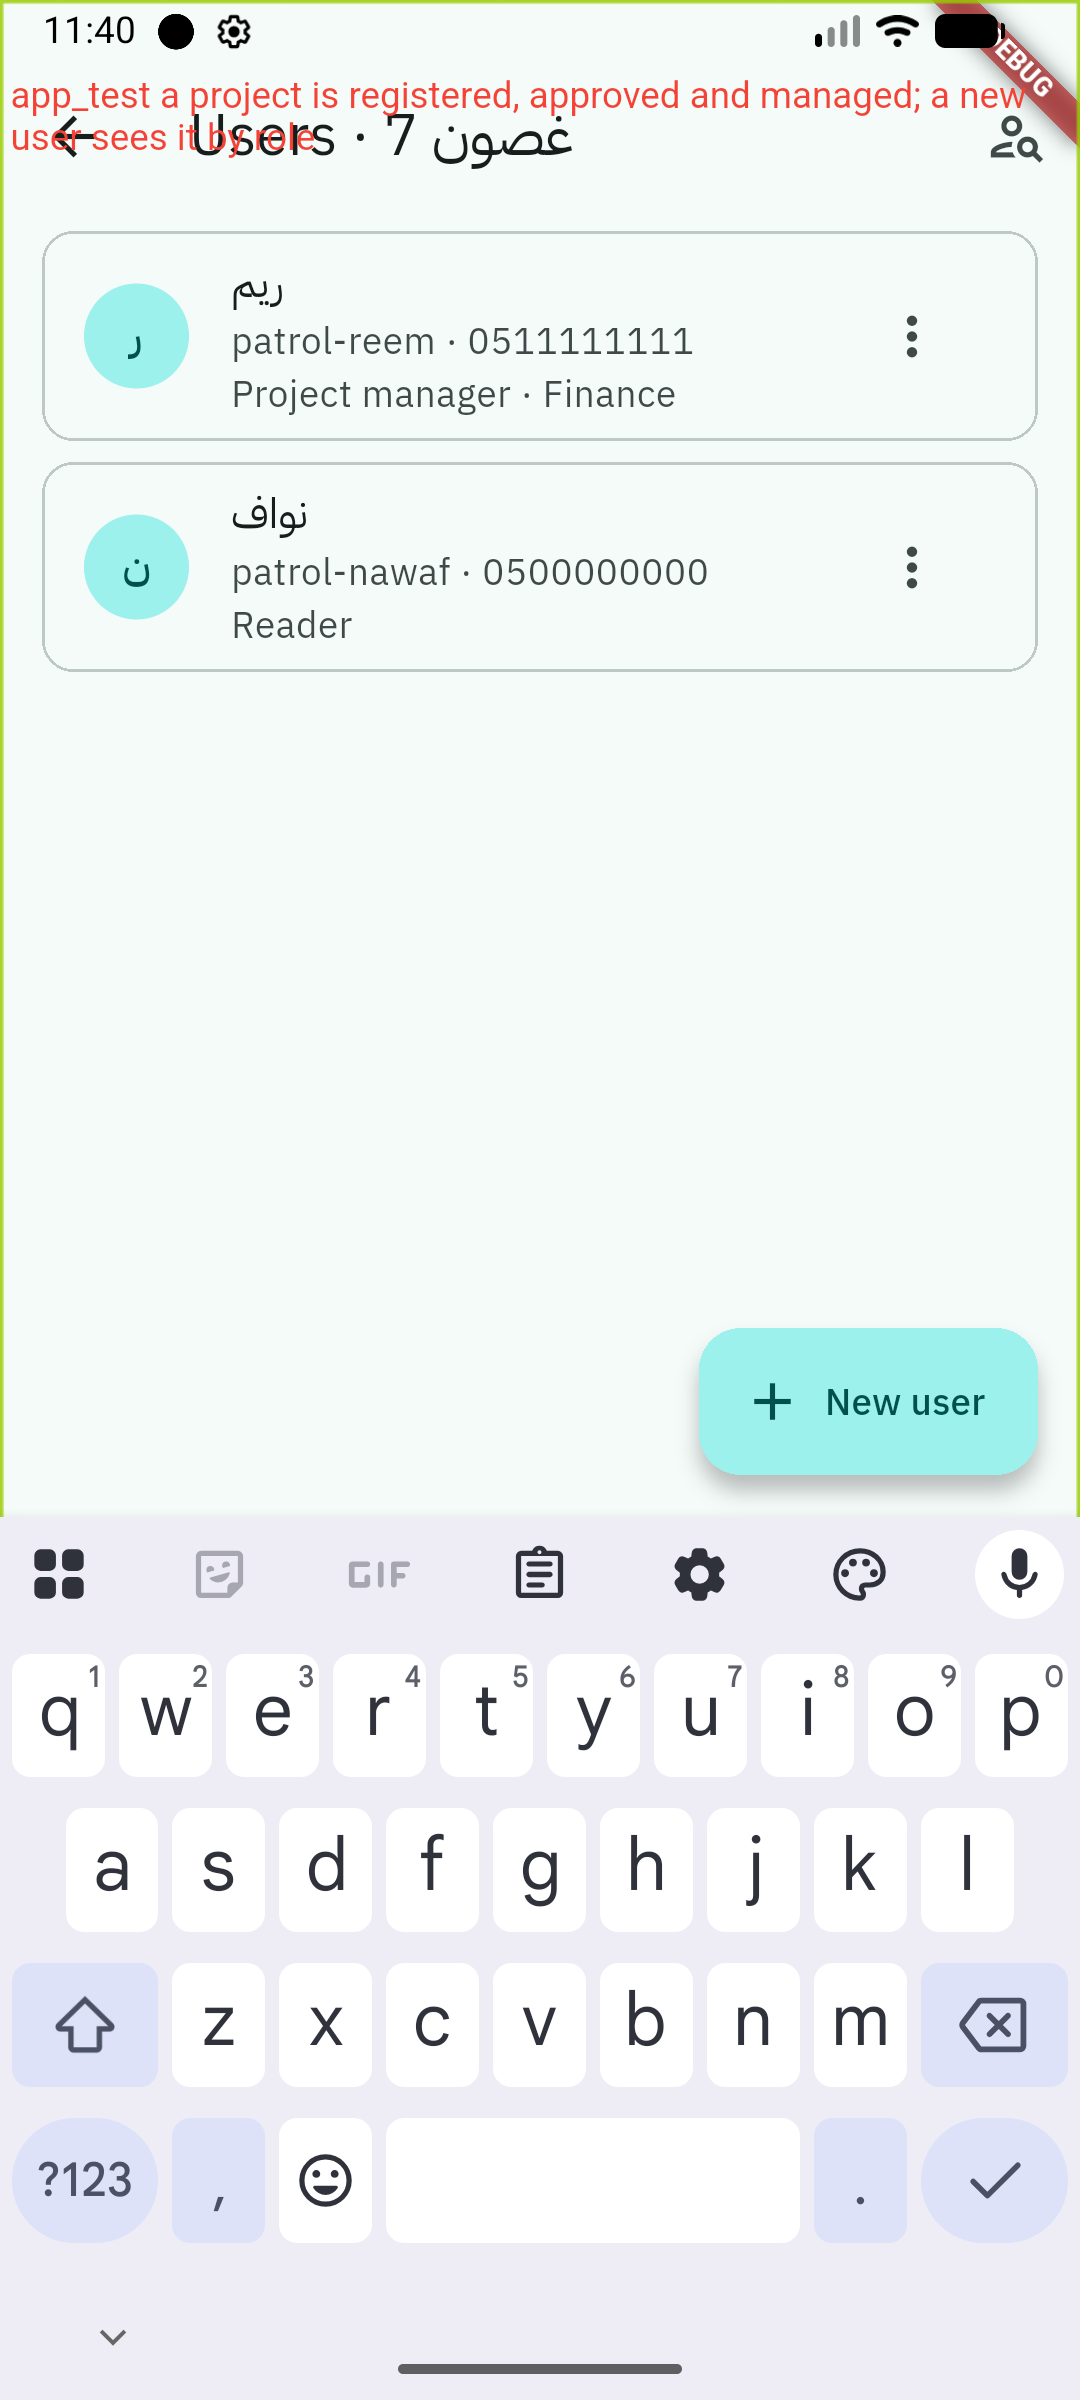 11:40
DEBUG
app_test a project is registered, approved and managed; a new
user sees it by role
Users · 7 غصون
ر
ريم
patrol-reem · 0511111111
Project manager · Finance
ن
نواف
patrol-nawaf · 0500000000
Reader
+ New user
GIF
q 1 w 2 e 3 r 4 t 5 y 6 u 7 i 8 o 9 p 0
a s d f g h j k l
z x c v b n m
?123 , .